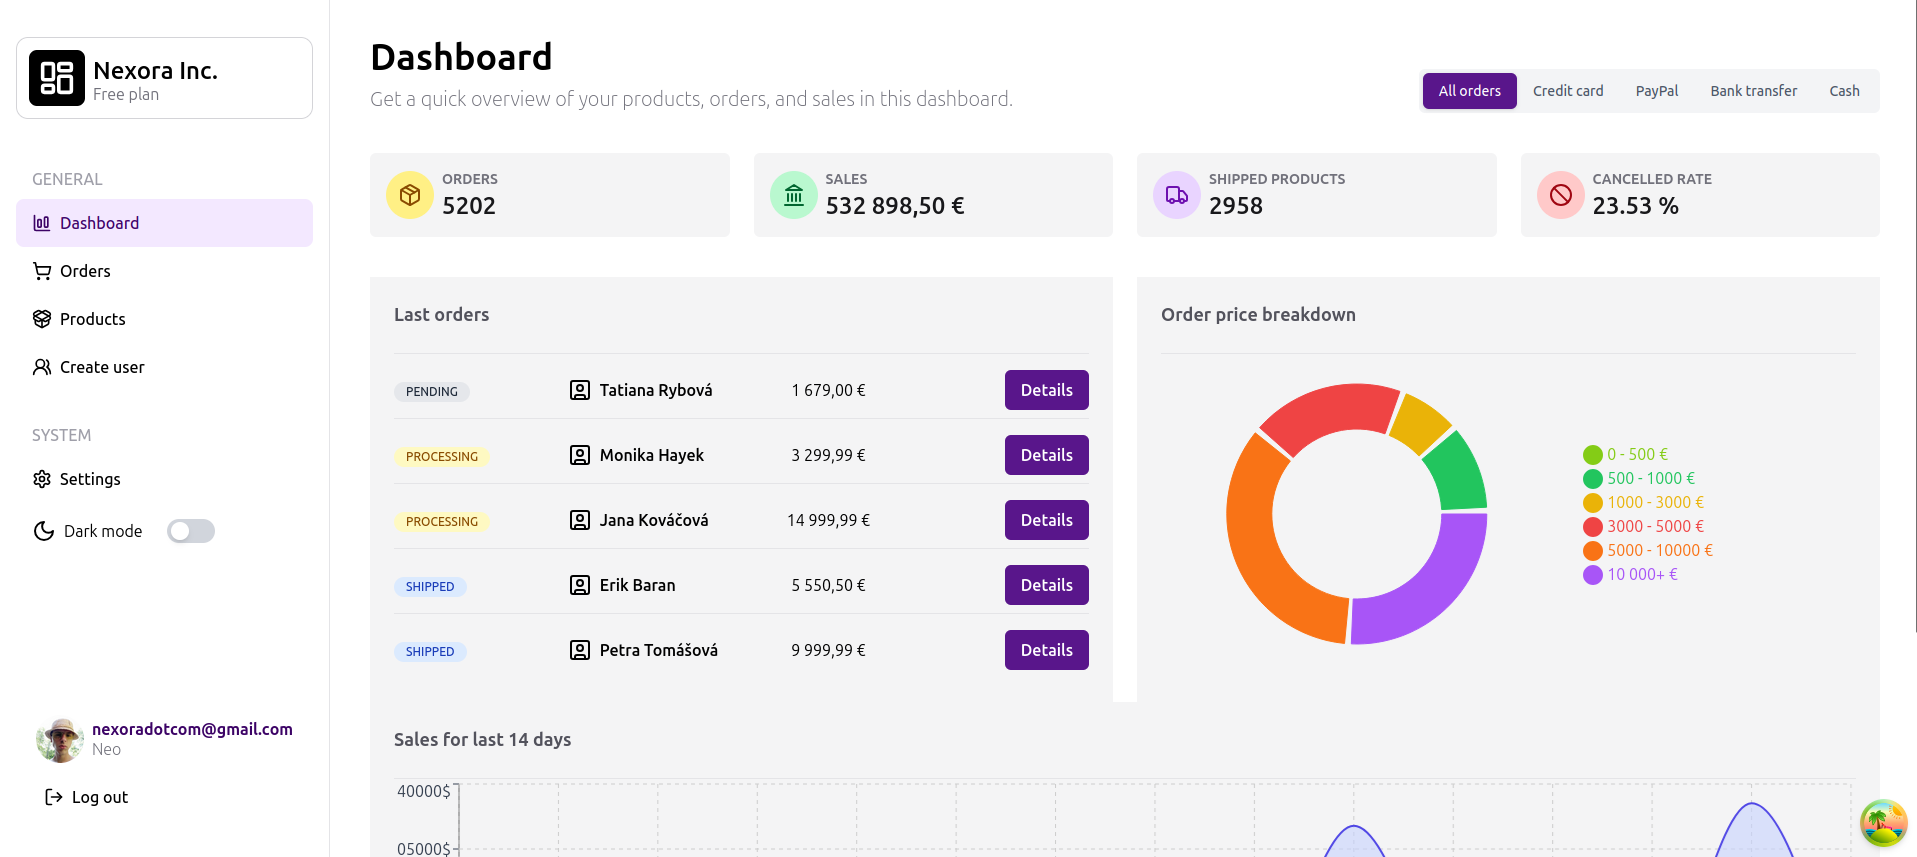 Nexora Inc.
Free plan
GENERAL
Dashboard
Orders
Products
Create user
SYSTEM
Settings
Dark mode
nexoradotcom@gmail.com
Neo
Log out
Dashboard
Get a quick overview of your products, orders, and sales in this dashboard.
All orders Credit card PayPal Bank transfer Cash
ORDERS
5202
SALES
532 898,50 €
SHIPPED PRODUCTS
2958
CANCELLED RATE
23.53 %
Last orders
PENDING Tatiana Rybová 1 679,00 € Details
PROCESSING Monika Hayek 3 299,99 € Details
PROCESSING Jana Kováčová 14 999,99 € Details
SHIPPED Erik Baran 5 550,50 € Details
SHIPPED Petra Tomášová 9 999,99 € Details
Order price breakdown
0 - 500 €
500 - 1000 €
1000 - 3000 €
3000 - 5000 €
5000 - 10000 €
10 000+ €
Sales for last 14 days
40000$
05000$